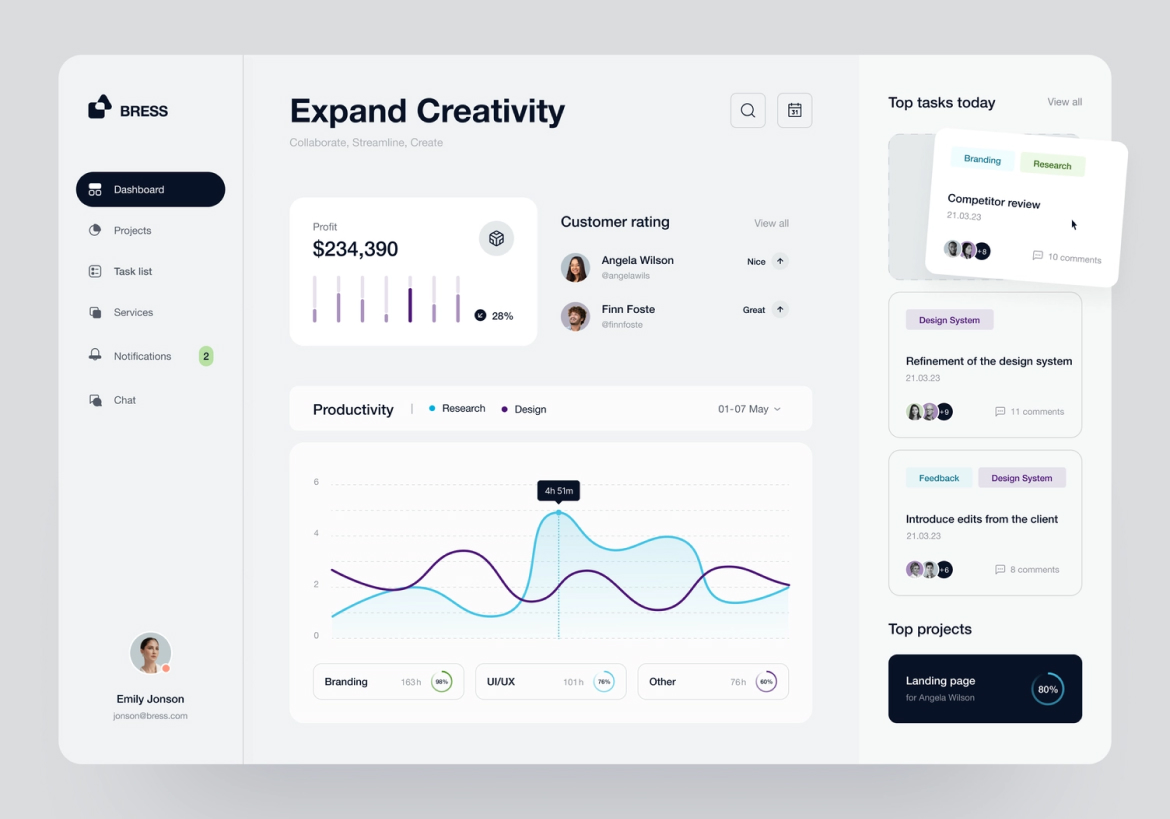 BRESS
Dashboard
Projects
Task list
Services
Notifications 2
Chat
Emily Jonson
jonson@bress.com
Expand Creativity
Collaborate, Streamline, Create
31
Profit
$234,390
28%
Customer rating View all
Angela Wilson
@angelawils
Nice
Finn Foste
@finnfoste
Great
Productivity | Research Design 01-07 May
6
4
2
0
4h 51m
Branding 163h 98%
UI/UX 101h 76%
Other 76h 60%
Top tasks today View all
Branding Research
Competitor review
21.03.23
+8 10 comments
Design System
Refinement of the design system
21.03.23
+9 11 comments
Feedback Design System
Introduce edits from the client
21.03.23
+6 8 comments
Top projects
Landing page
for Angela Wilson
80%